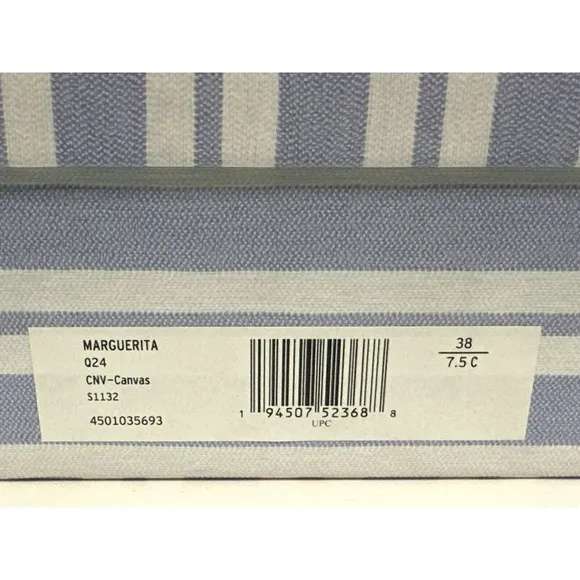 MARGUERITA
Q24
CNV-Canvas
S1132
4501035693
1 94507 52368 8
UPC
38
7.5 C